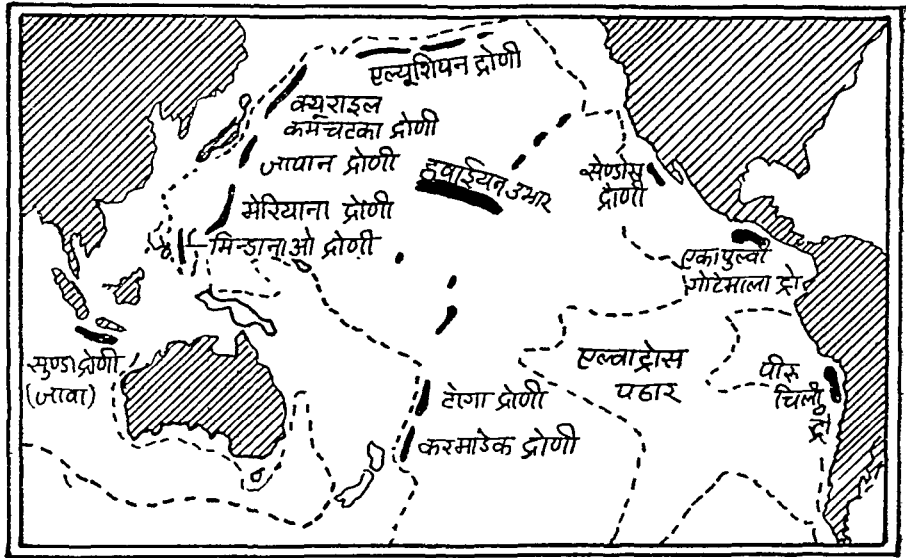 एल्यूशियन द्रोणी
क्यूराइल
कमचटका द्रोणी
जापान द्रोणी
हवाईयन उभार
सेण्डोस
द्रोणी
मेरियाना द्रोणी
मिन्डानाओ द्रोणी
एकापुल्को
गोटेमाला द्रो
सुण्डा द्रोणी
(जावा)
एल्बाट्रोस
पठार
पीरू
चिली
द्रो
टोंगा द्रोणी
करमाडेक द्रोणी